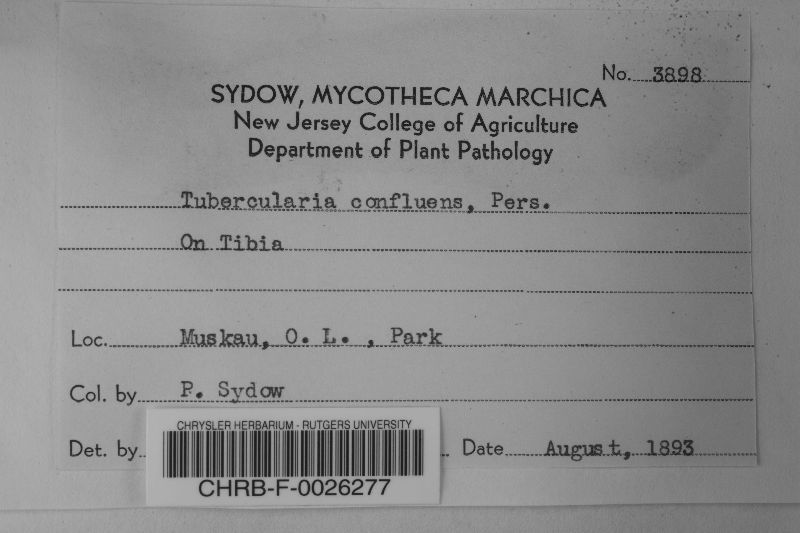 No. 3898
SYDOW, MYCOTHECA MARCHICA
New Jersey College of Agriculture
Department of Plant Pathology
Tubercularia confluens, Pers.
On Tibia
Loc. Muskau, O. L. , Park
Col. by P. Sydow
Det. by Date August, 1893
CHRYSLER HERBARIUM - RUTGERS UNIVERSITY
CHRB-F-0026277